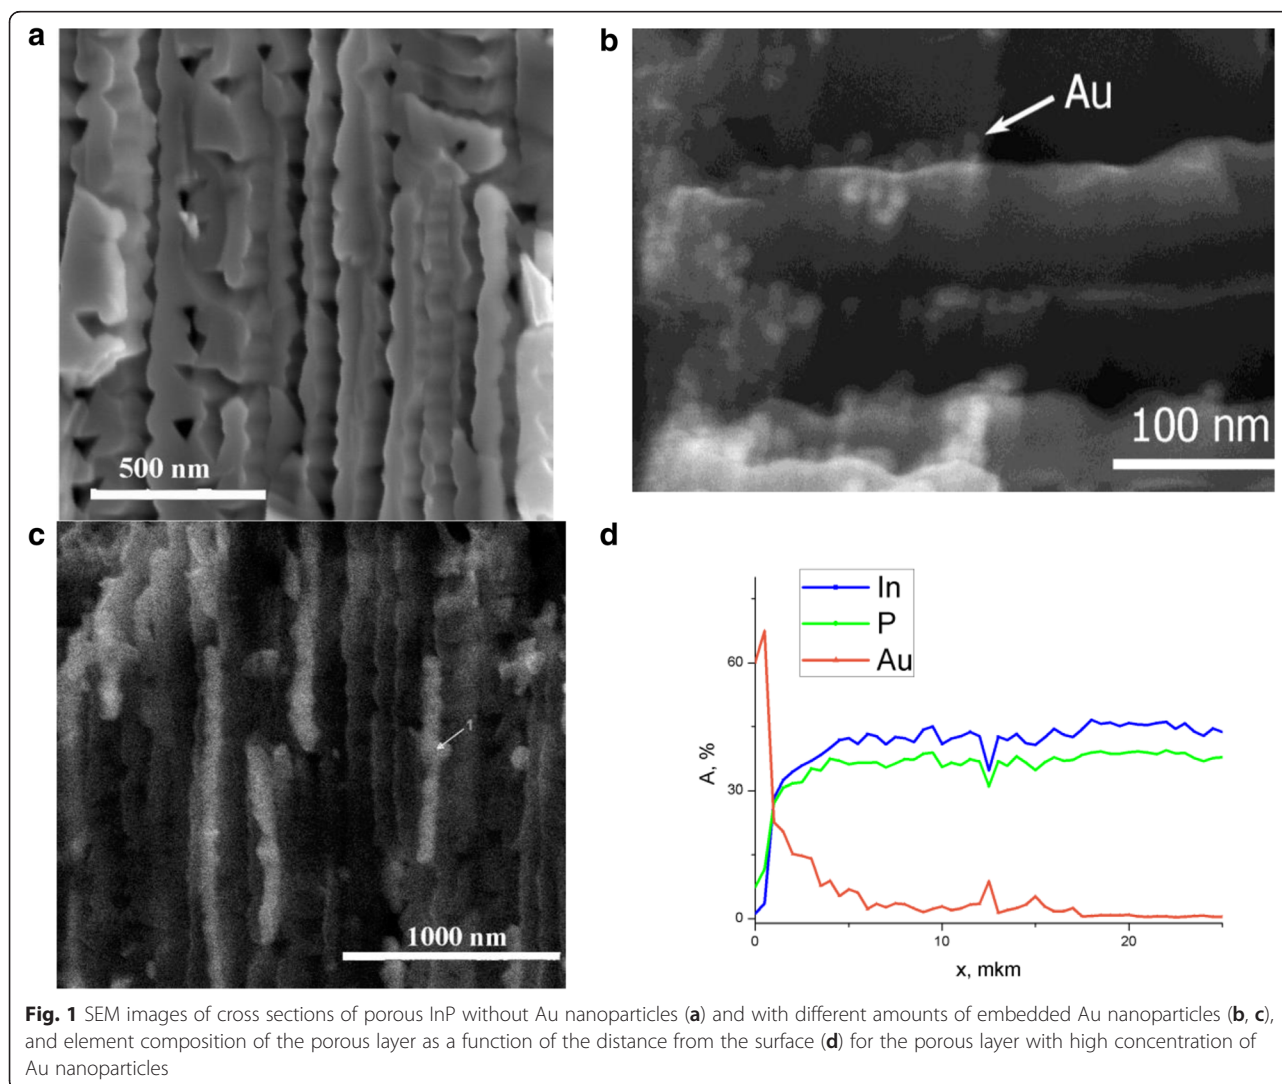 a
500 nm
b
Au
100 nm
c
1
1000 nm
d
In
P
Au
A, %
60
30
0
0
10
20
x, mkm
Fig. 1 SEM images of cross sections of porous InP without Au nanoparticles (a) and with different amounts of embedded Au nanoparticles (b, c),
and element composition of the porous layer as a function of the distance from the surface (d) for the porous layer with high concentration of
Au nanoparticles